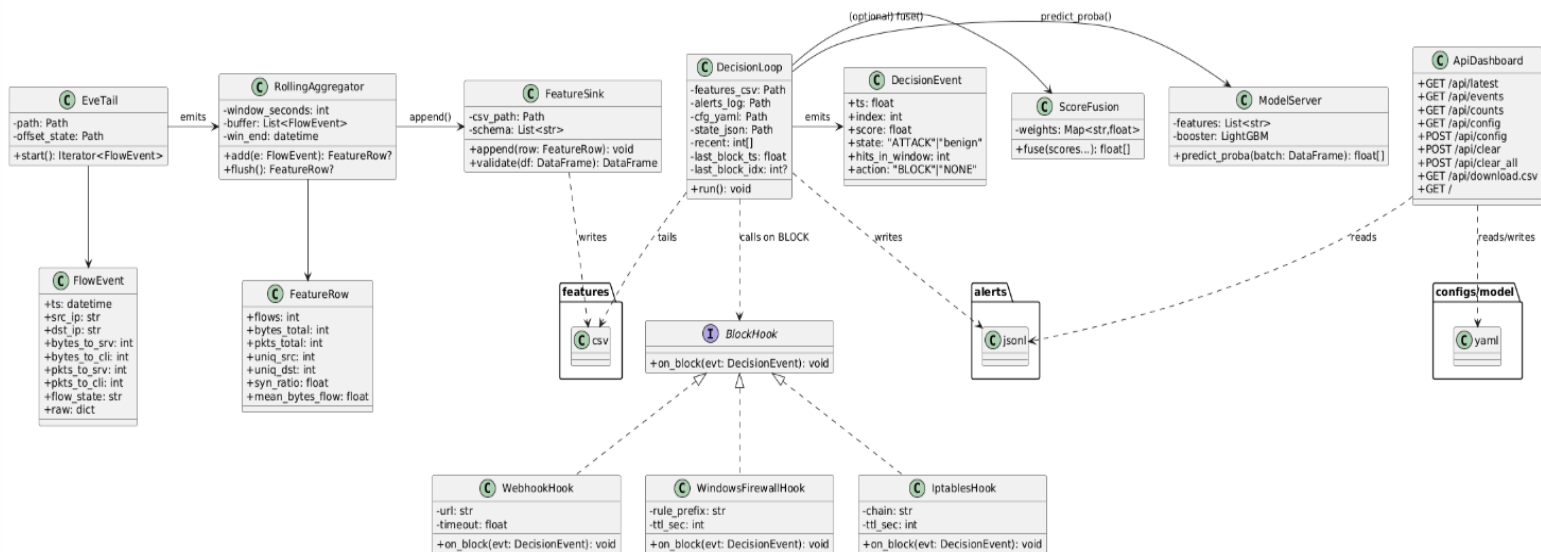 (optional) fuse()
predict_proba()
C EveTail
-path: Path
-offset_state: Path
+start(): Iterator<FlowEvent>
emits
C RollingAggregator
-window_seconds: int
-buffer: List<FlowEvent>
-win_end: datetime
+add(e: FlowEvent): FeatureRow?
+flush(): FeatureRow?
append()
C FeatureSink
-csv_path: Path
-schema: List<str>
+append(row: FeatureRow): void
+validate(df: DataFrame): DataFrame
C DecisionLoop
-features_csv: Path
-alerts_log: Path
-cfg_yaml: Path
-state_json: Path
-recent: int[]
-last_block_ts: float
-last_block_idx: int?
+run(): void
emits
C DecisionEvent
+ts: float
+index: int
+score: float
+state: "ATTACK"|"benign"
+hits_in_window: int
+action: "BLOCK"|"NONE"
C ScoreFusion
-weights: Map<str,float>
+fuse(scores...): float[]
C ModelServer
-features: List<str>
-booster: LightGBM
+predict_proba(batch: DataFrame): float[]
C ApiDashboard
+GET /api/latest
+GET /api/events
+GET /api/counts
+GET /api/config
+POST /api/config
+POST /api/clear
+POST /api/clear_all
+GET /api/download.csv
+GET /
writes
tails
calls on BLOCK
writes
reads
reads/writes
C FlowEvent
+ts: datetime
+src_ip: str
+dst_ip: str
+bytes_to_srv: int
+bytes_to_cli: int
+pkts_to_srv: int
+pkts_to_cli: int
+flow_state: str
+raw: dict
C FeatureRow
+flows: int
+bytes_total: int
+pkts_total: int
+uniq_src: int
+uniq_dst: int
+syn_ratio: float
+mean_bytes_flow: float
features
C csv
I BlockHook
+on_block(evt: DecisionEvent): void
alerts
C jsonl
configs/model
C yaml
C WebhookHook
-url: str
-timeout: float
+on_block(evt: DecisionEvent): void
C WindowsFirewallHook
-rule_prefix: str
-ttl_sec: int
+on_block(evt: DecisionEvent): void
C IptablesHook
-chain: str
-ttl_sec: int
+on_block(evt: DecisionEvent): void